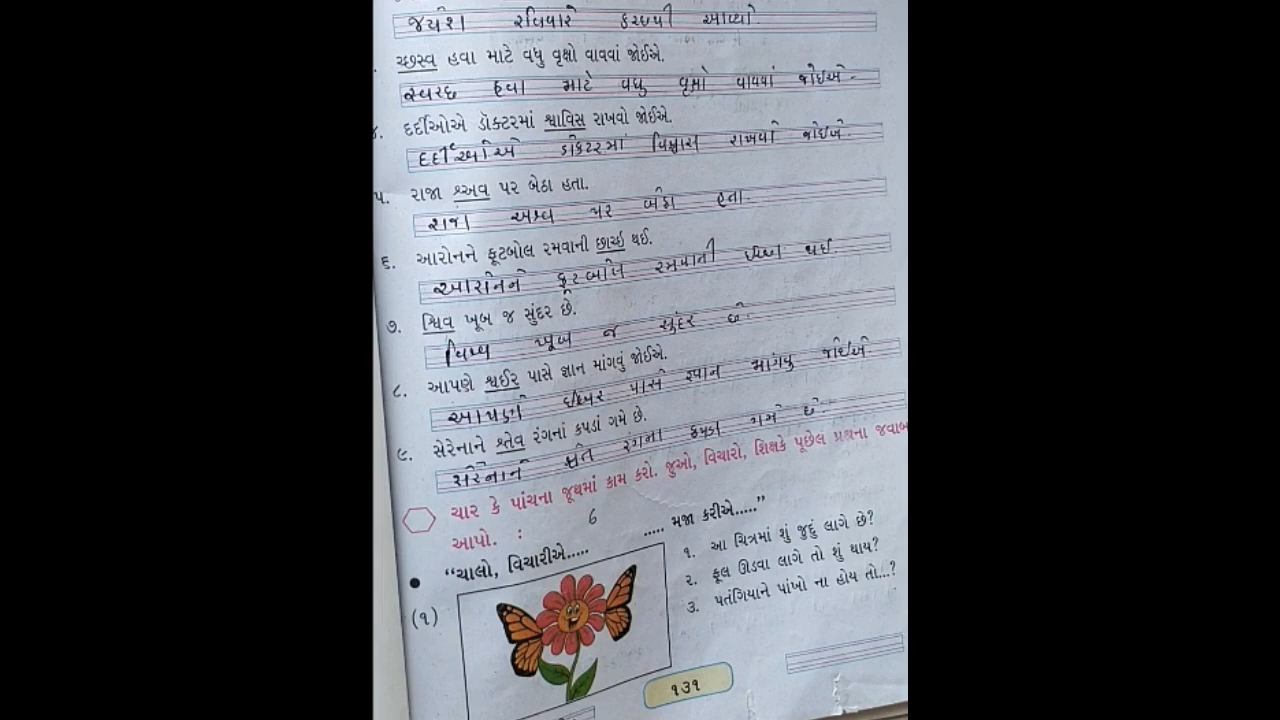 જયેશ રવિવારે કરાચી આવ્યો.
ચ્છસ્વ હવા માટે વધુ વૃક્ષો વાવવાં જોઈએ.
સ્વચ્છ હવા માટે વધુ વૃક્ષો વાવવાં જોઈએ.
૪. દર્દીઓએ ડૉક્ટરમાં શ્વાવિસ રાખવો જોઈએ.
દર્દીઓએ ડોક્ટરમાં વિશ્વાસ રાખવો જોઈએ
૫. રાજા શ્અવ પર બેઠા હતા.
રાજા અશ્વ પર બેઠા હતા.
૬. આરોનને ફૂટબોલ રમવાની છાચ્ઇ થઈ.
આરોનને ફૂટબોલ રમવાની થઈ.
૭. શ્વિવ ખૂબ જ સુંદર છે.
વિશ્વ ખૂબ જ સુંદર છે.
૮. આપણે શ્વઈર પાસે જ્ઞાન માંગવું જોઈએ.
આપણે ઈશ્વર પાસે જ્ઞાન માંગવુ જોઈએ.
૯. સેરેનાને શ્તેવ રંગનાં કપડાં ગમે છે.
સેરેનાને શ્વેત રંગના કપડા ગમે છે.
ચાર કે પાંચના જૂથમાં કામ કરો. જુઓ, વિચારો, શિક્ષકે પૂછેલ પ્રશ્નના જવાબ
આપો. :
6
“ચાલો, વિચારીએ..... ..... મજા કરીએ.....”
(૧)
૧. આ ચિત્રમાં શું જુદું લાગે છે?
૨. ફૂલ ઊડવા લાગે તો શું થાય?
૩. પતંગિયાને પાંખો ના હોય તો...?
૧૩૧